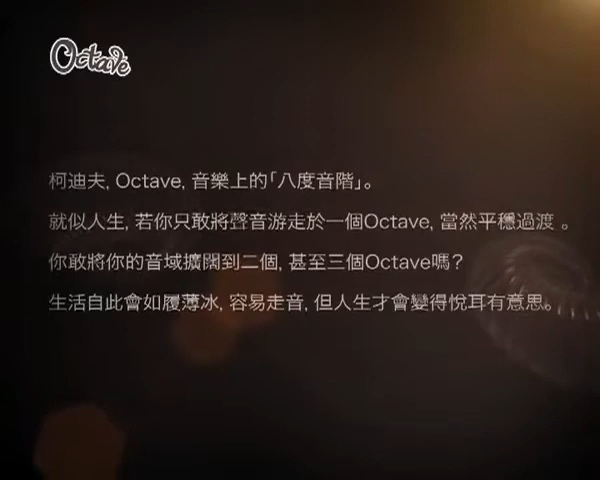 Octave
柯迪夫, Octave, 音樂上的「八度音階」。
就似人生, 若你只敢將聲音游走於一個Octave, 當然平穩過渡 。
你敢將你的音域擴闊到二個, 甚至三個Octave嗎?
生活自此會如履薄冰, 容易走音, 但人生才會變得悅耳有意思。